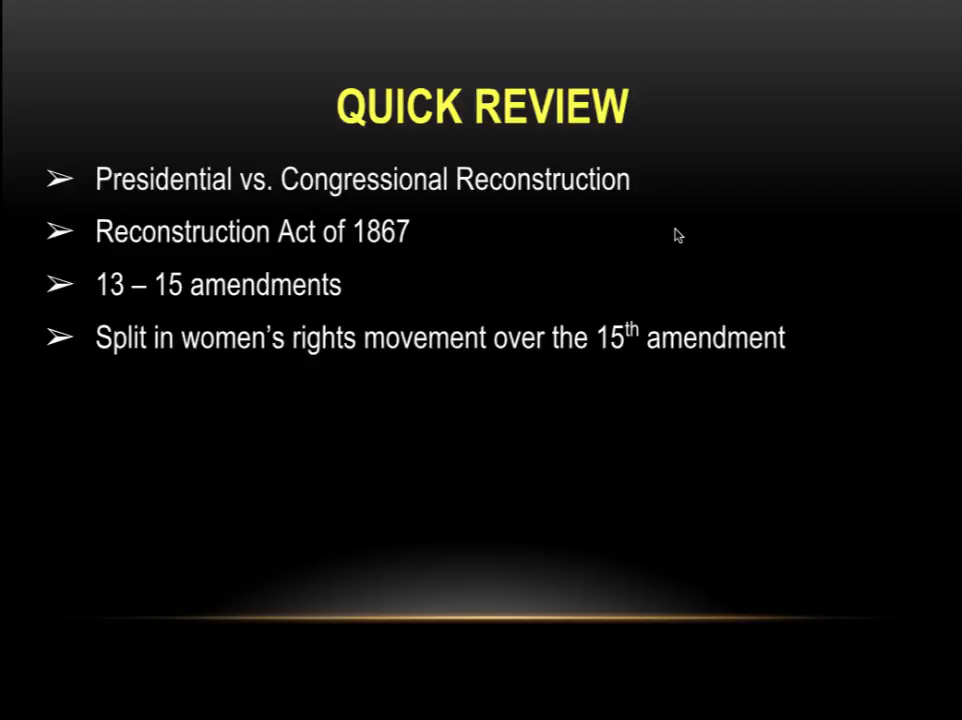 QUICK REVIEW
➢ Presidential vs. Congressional Reconstruction
➢ Reconstruction Act of 1867
➢ 13 – 15 amendments
➢ Split in women’s rights movement over the 15th amendment